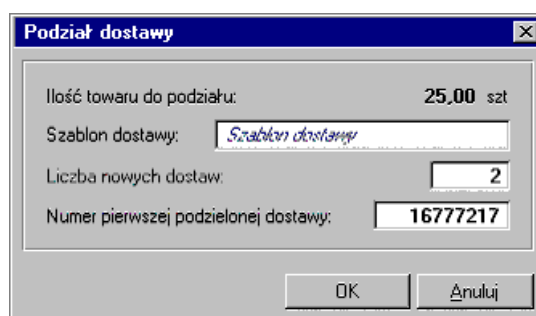 Podział dostawy
Ilość towaru do podziału: 25,00 szt
Szablon dostawy: Szablon dostawy
Liczba nowych dostaw: 2
Numer pierwszej podzielonej dostawy: 16777217
OK Anuluj